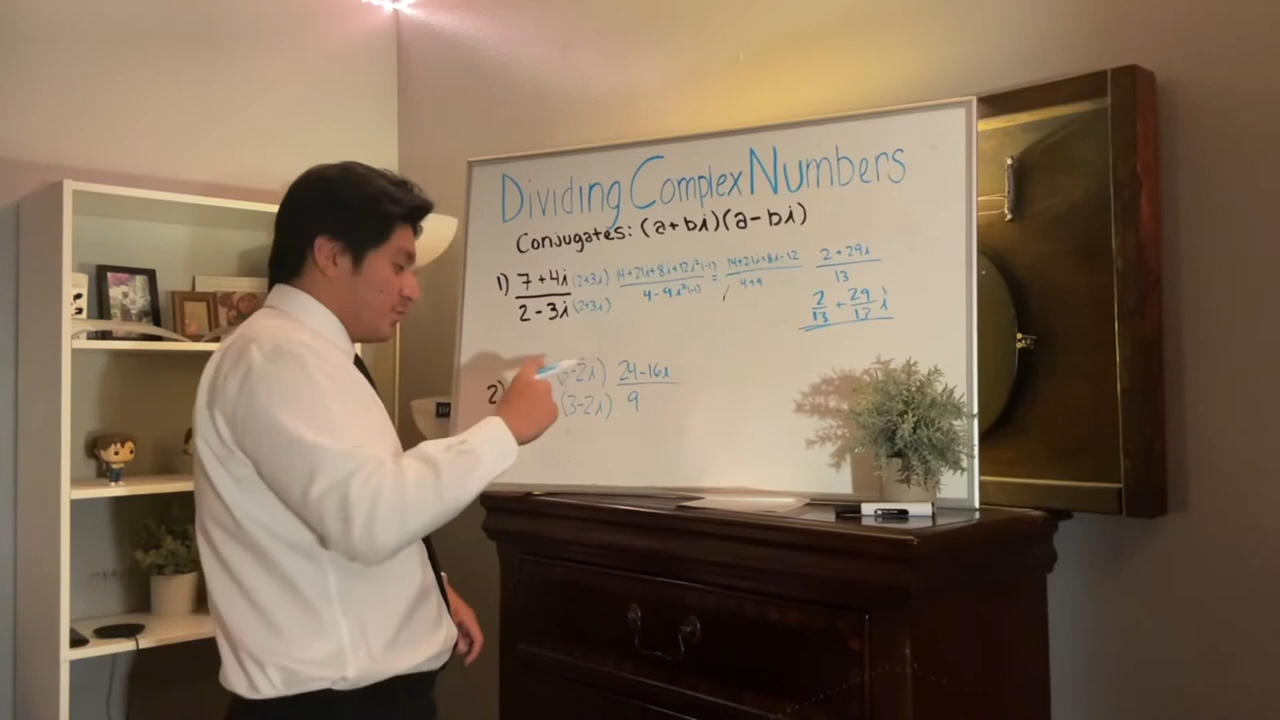 Dividing Complex Numbers
Conjugates: (a+bi)(a-bi)
1) 7+4i (2+3i) 14+21i+8i+12i²(-1) = 14+21i+8i-12 2+29i
2-3i (2+3i) 4-9i²(-1) 4+9 13
2/13 + 29/13 i
2) (3-2i) 24-16i
(3-2i) 9